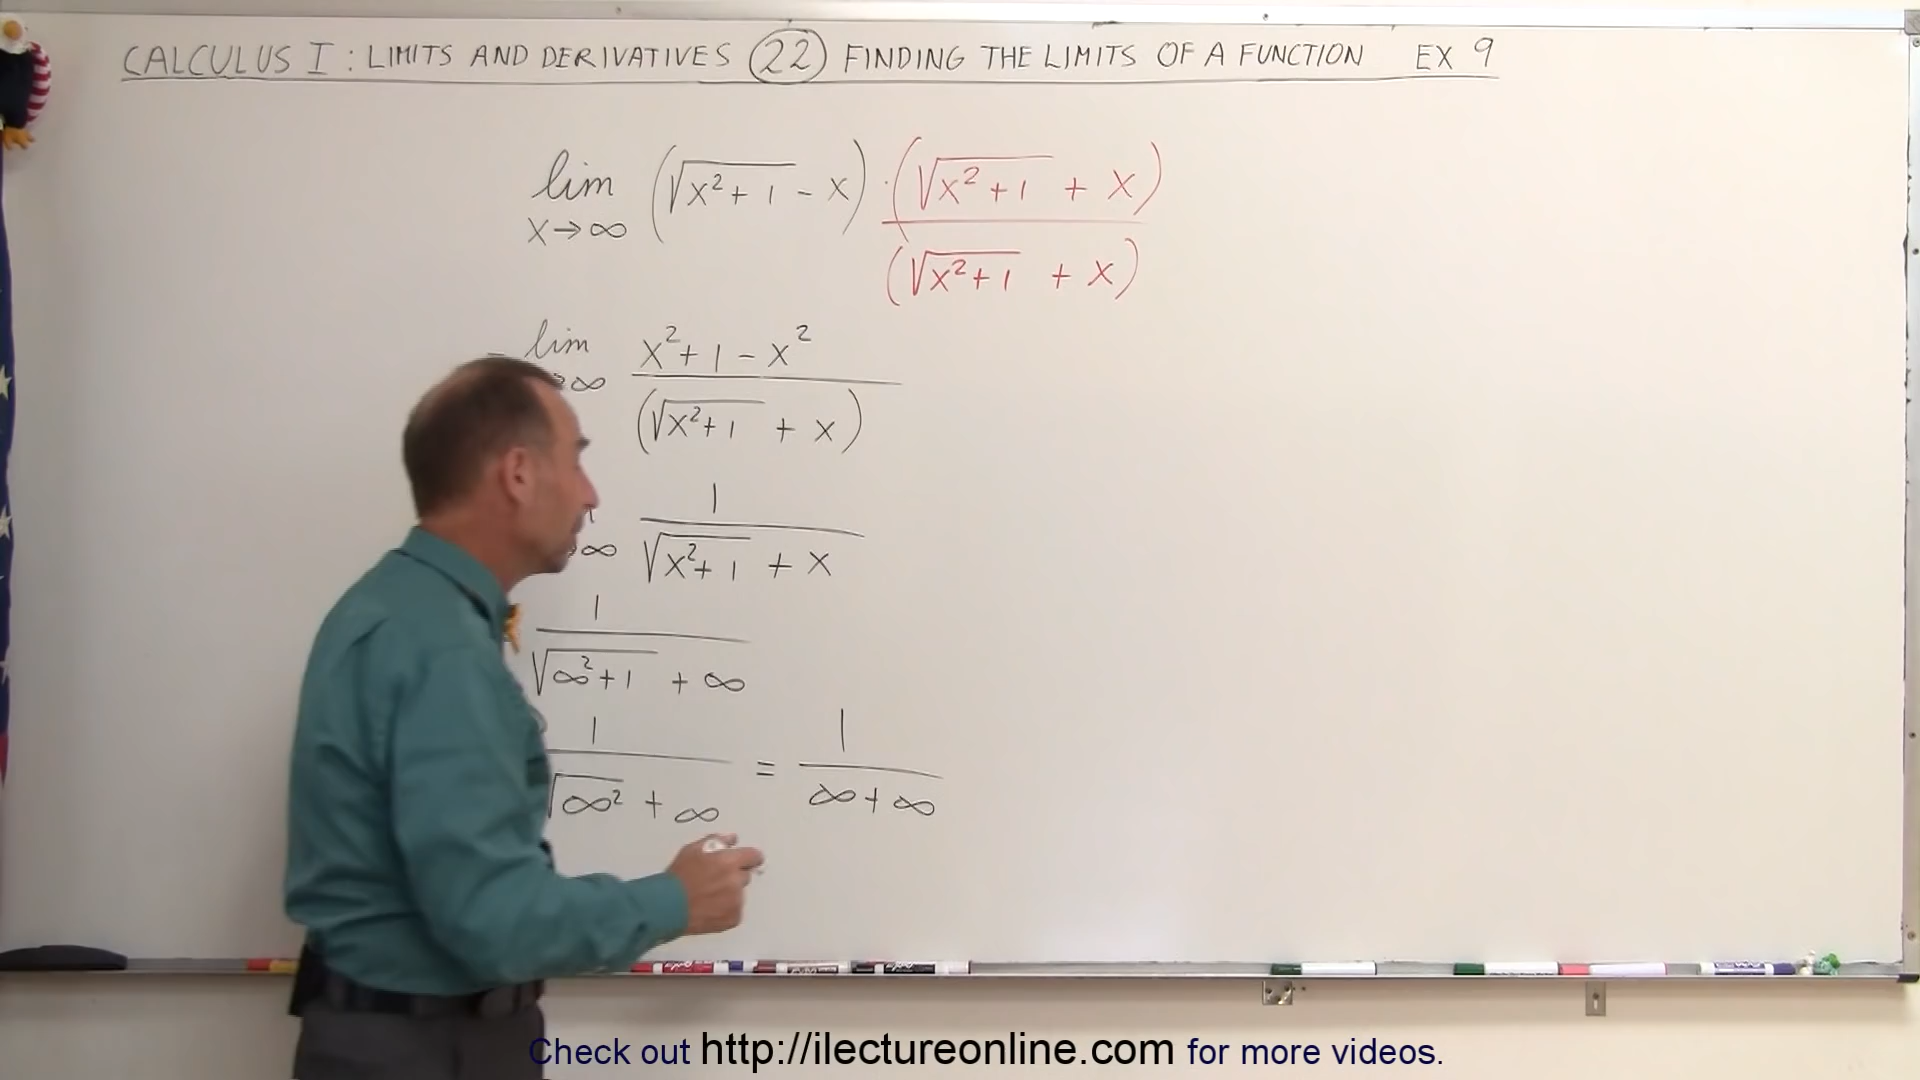 CALCULUS I : LIMITS AND DERIVATIVES (22) FINDING THE LIMITS OF A FUNCTION EX 9
lim x→∞ (√(x²+1) - x) · (√(x²+1) + x) / (√(x²+1) + x)
= lim →∞ (x²+1-x²) / (√(x²+1) + x)
→∞ 1 / (√(x²+1) + x)
1 / (√(∞²+1) + ∞)
1 / (√∞² + ∞) = 1 / (∞+∞)
Check out http://ilectureonline.com for more videos.